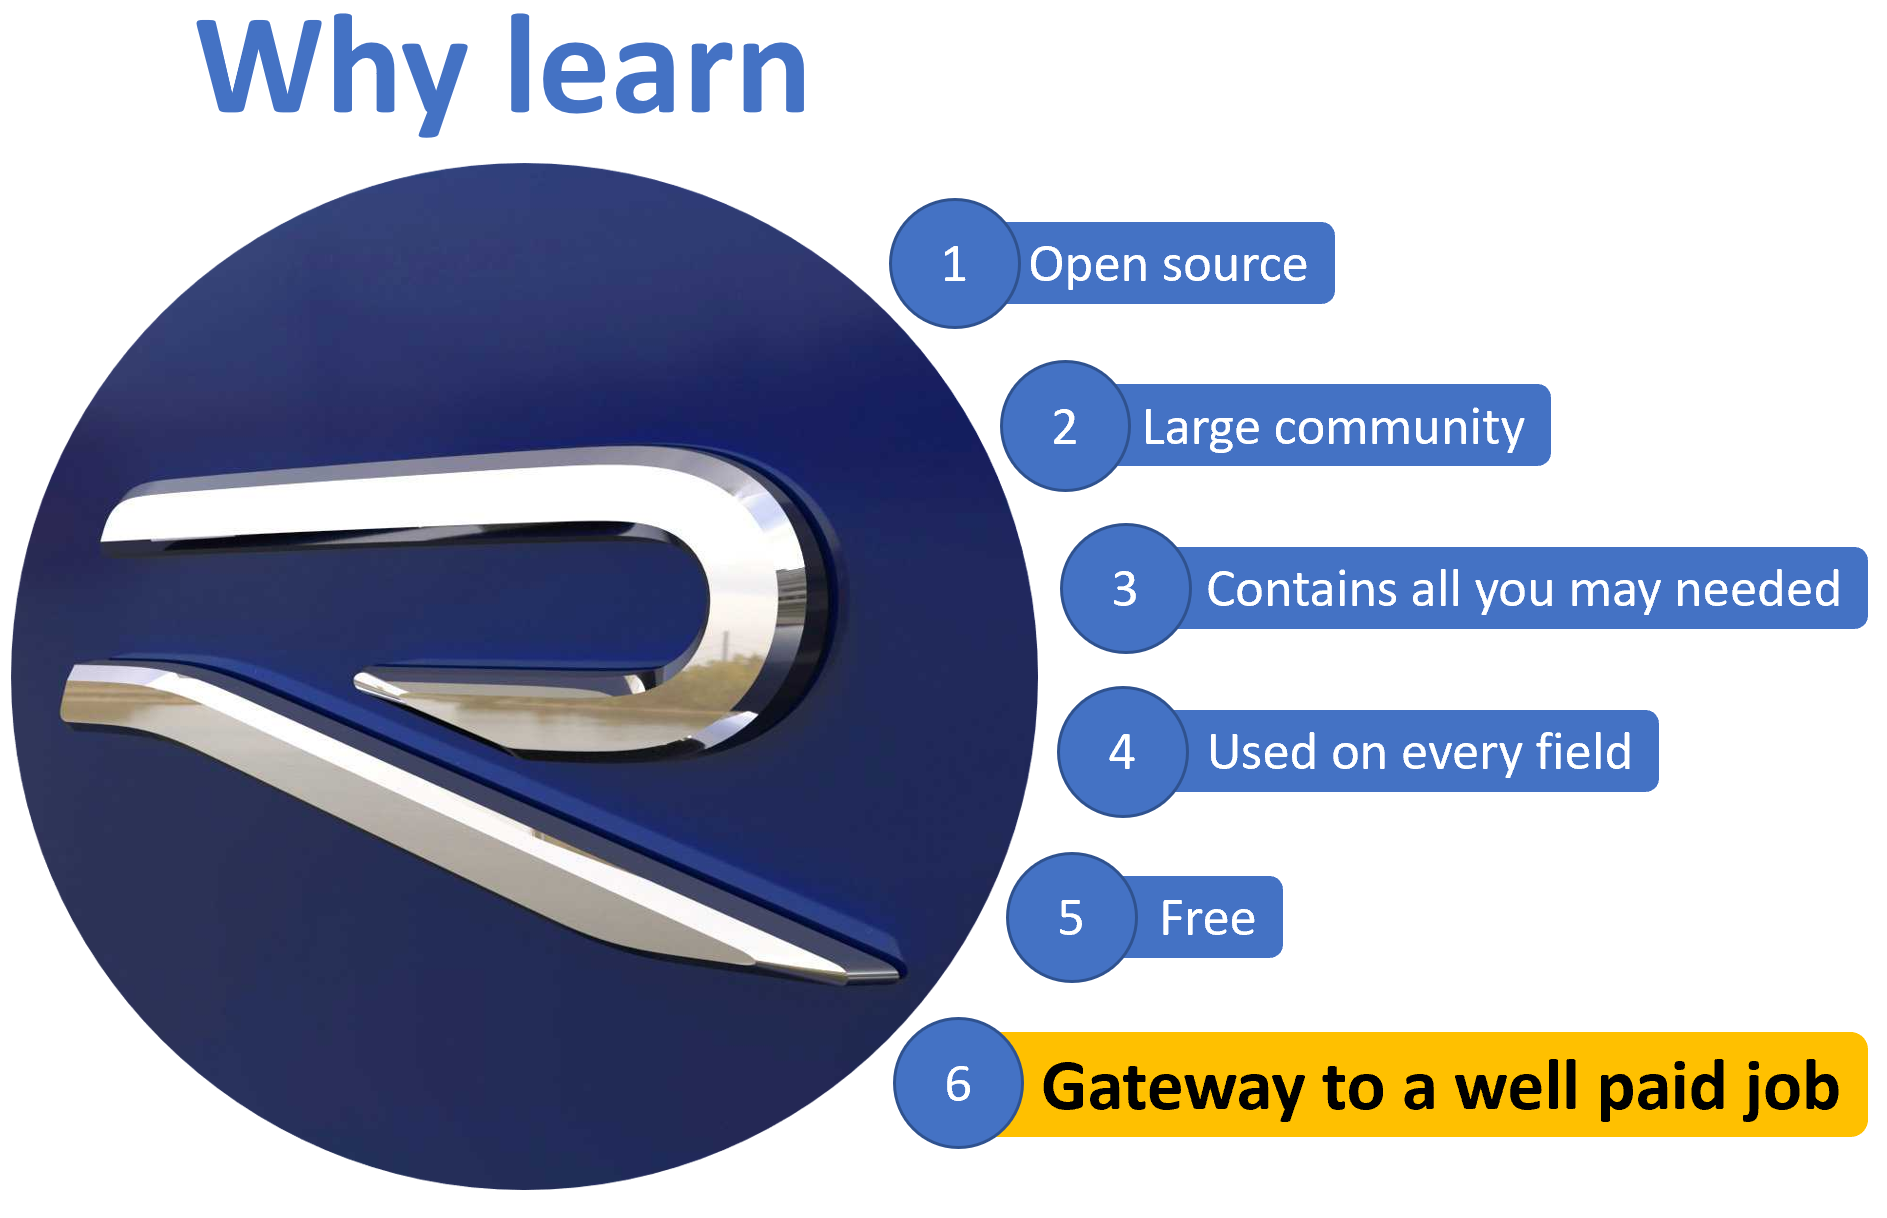 Why learn
R
1 Open source
2 Large community
3 Contains all you may needed
4 Used on every field
5 Free
6 Gateway to a well paid job